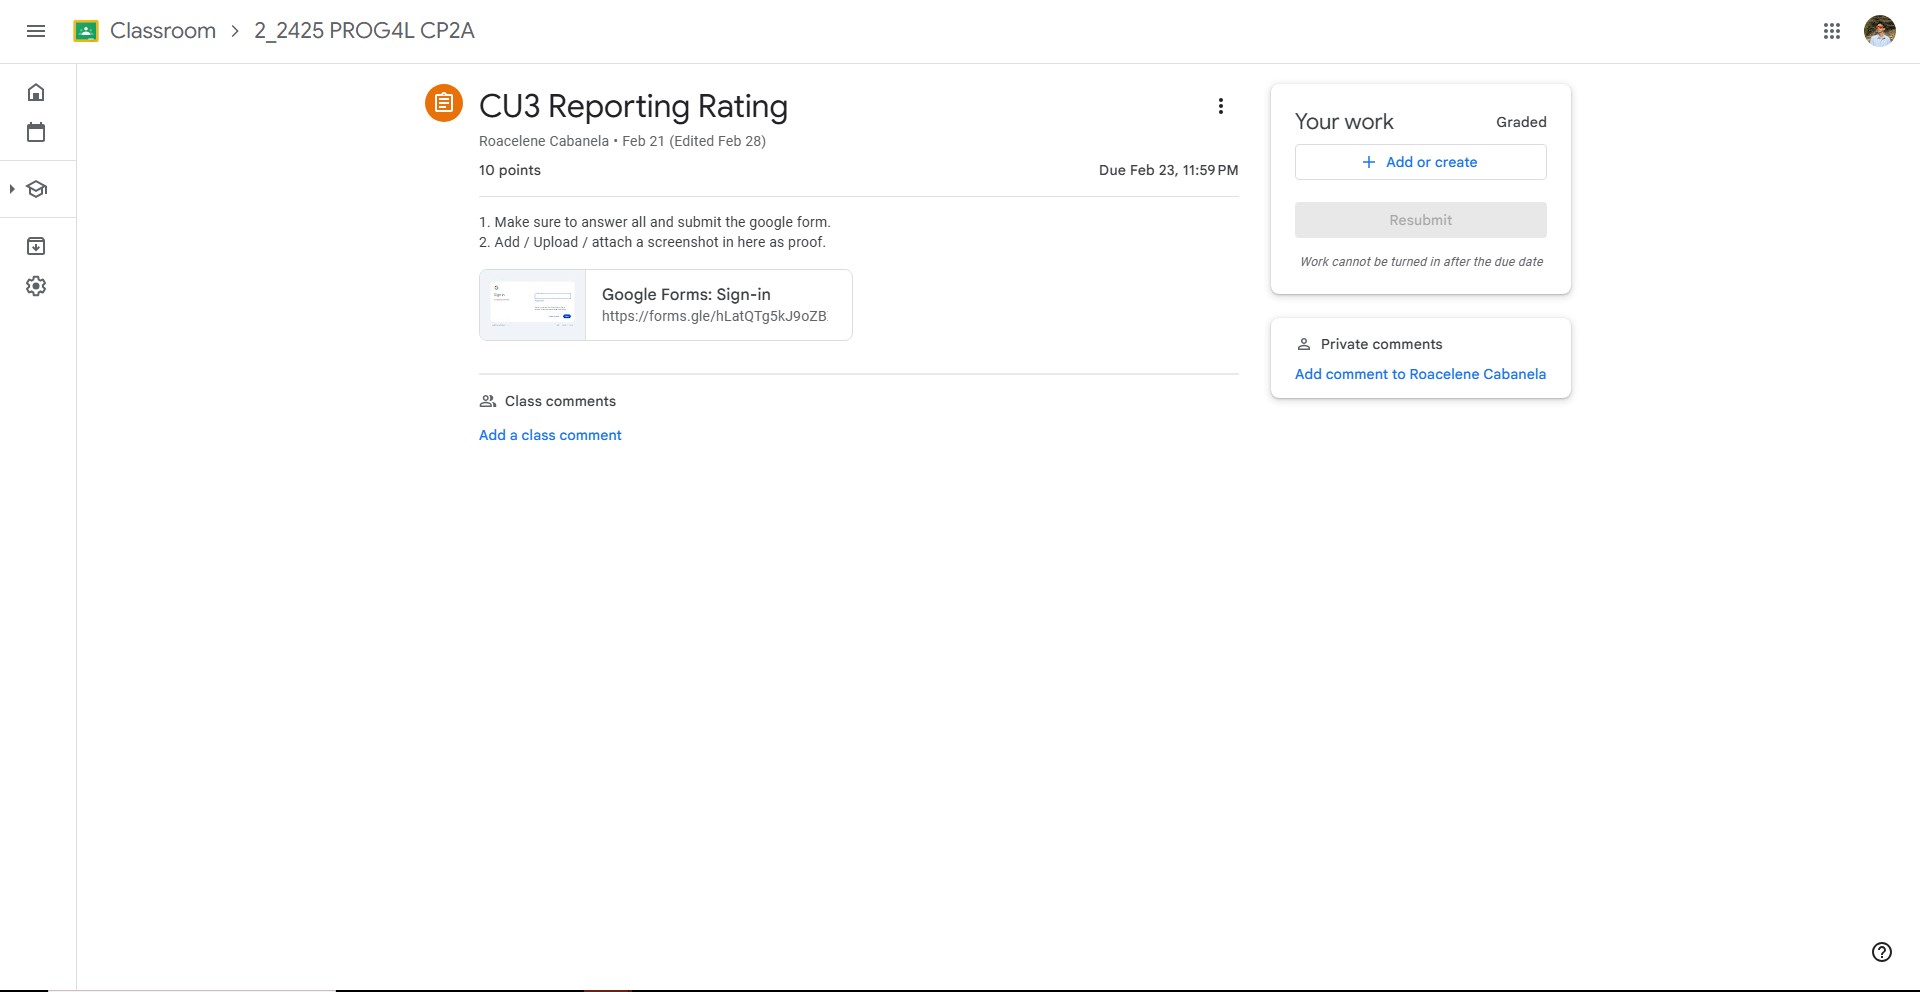 Classroom > 2_2425 PROG4L CP2A
CU3 Reporting Rating
Roacelene Cabanela • Feb 21 (Edited Feb 28)
10 points
Due Feb 23, 11:59 PM
1. Make sure to answer all and submit the google form.
2. Add / Upload / attach a screenshot in here as proof.
Google Forms: Sign-in
https://forms.gle/hLatQTg5kJ9oZB
Class comments
Add a class comment
Your work
Graded
+ Add or create
Resubmit
Work cannot be turned in after the due date
Private comments
Add comment to Roacelene Cabanela